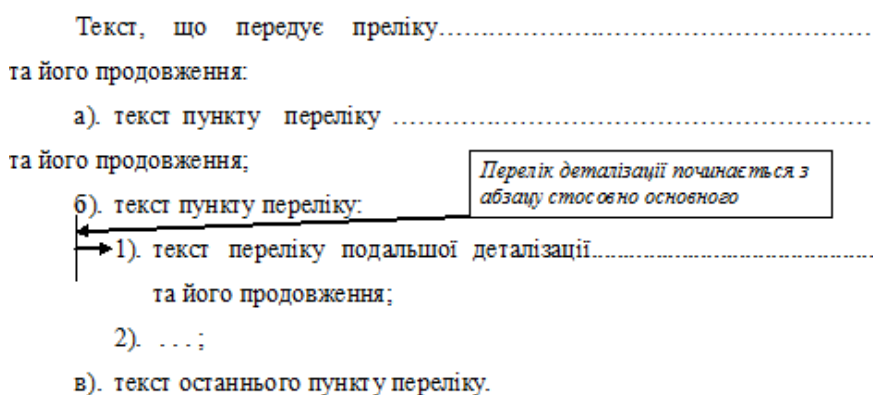 Текст, що передує преліку……………………………………………
та його продовження:
а). текст пункту переліку ……………………………………………
та його продовження;
Перелік деталізації починається з
абзацу стосовно основного
б). текст пункту переліку:
1). текст переліку подальшої деталізації..................................................
та його продовження;
2). . . . ;
в). текст останнього пункту переліку.